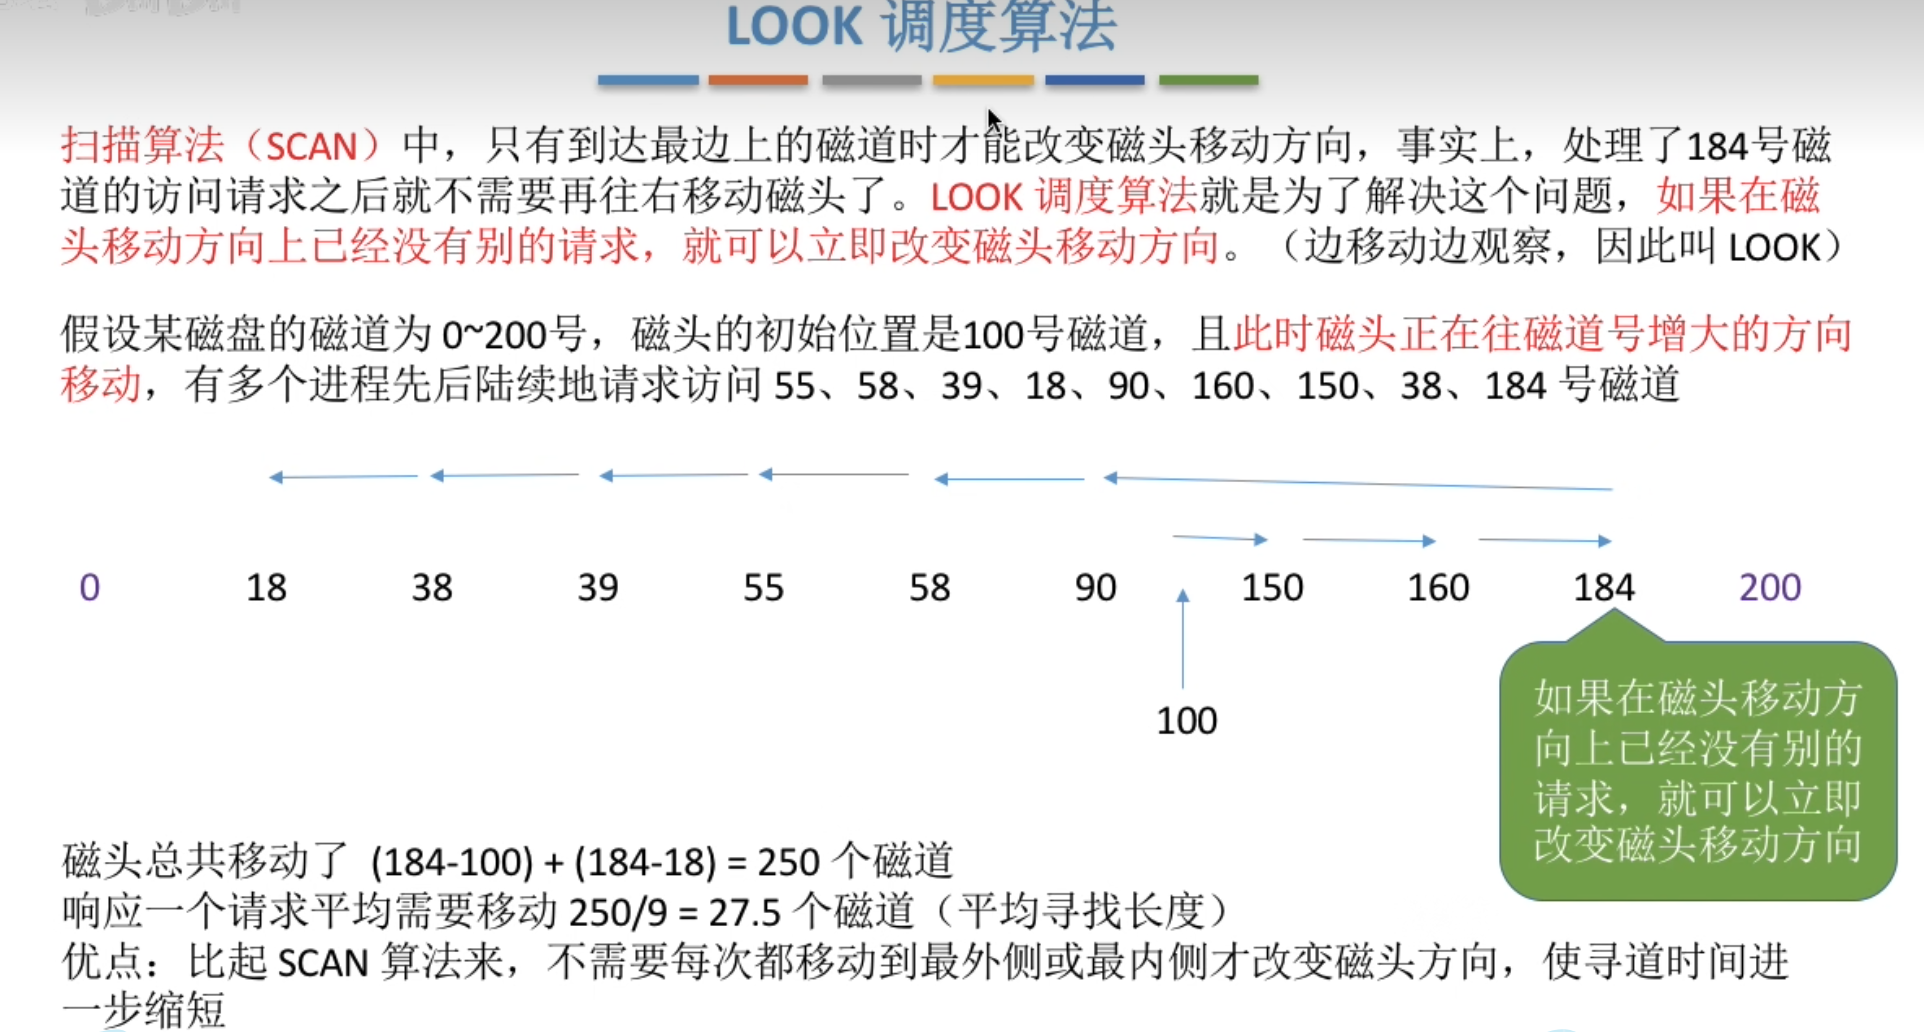 LOOK 调度算法
扫描算法（SCAN）中，只有到达最边上的磁道时才能改变磁头移动方向，事实上，处理了184号磁
道的访问请求之后就不需要再往右移动磁头了。LOOK 调度算法就是为了解决这个问题，如果在磁
头移动方向上已经没有别的请求，就可以立即改变磁头移动方向。（边移动边观察，因此叫 LOOK）
假设某磁盘的磁道为 0~200号，磁头的初始位置是100号磁道，且此时磁头正在往磁道号增大的方向
移动，有多个进程先后陆续地请求访问 55、58、39、18、90、160、150、38、184 号磁道
0 18 38 39 55 58 90 150 160 184 200
100
如果在磁头移动方
向上已经没有别的
请求，就可以立即
改变磁头移动方向
磁头总共移动了 (184-100) + (184-18) = 250 个磁道
响应一个请求平均需要移动 250/9 = 27.5 个磁道（平均寻找长度）
优点：比起 SCAN 算法来，不需要每次都移动到最外侧或最内侧才改变磁头方向，使寻道时间进
一步缩短